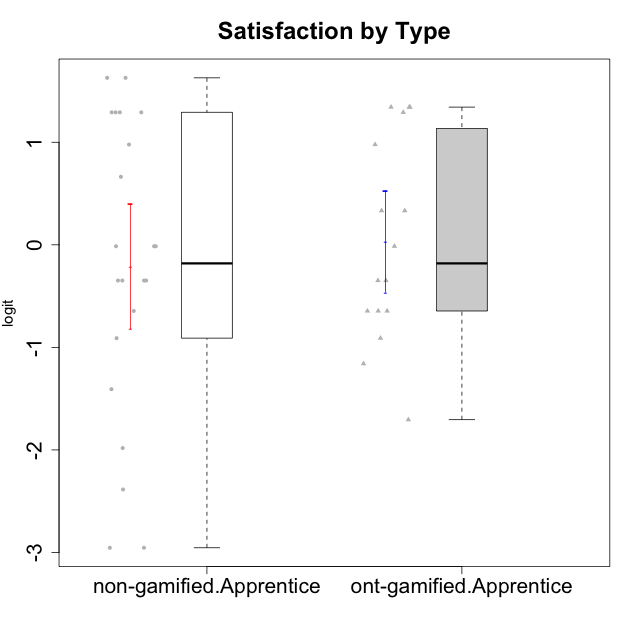 Satisfaction by Type
logit
1
0
-1
-2
-3
non-gamified.Apprentice ont-gamified.Apprentice